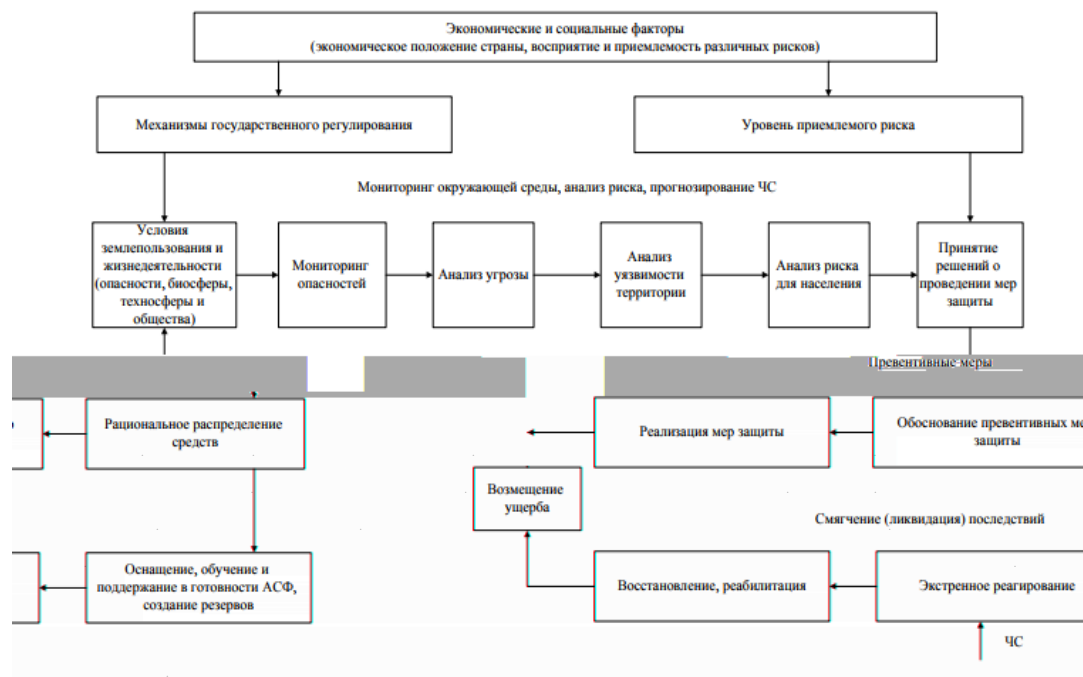 Экономические и социальные факторы
(экономическое положение страны, восприятие и приемлемость различных рисков)
Механизмы государственного регулирования
Уровень приемлемого риска
Мониторинг окружающей среды, анализ риска, прогнозирование ЧС
Условия
землепользования и
жизнедеятельности
(опасности, биосферы,
техносферы и
общества)
Мониторинг
опасностей
Анализ угрозы
Анализ
уязвимости
территории
Анализ риска
для населения
Принятие
решений о
проведении мер
защиты
Превентивные меры
Рациональное распределение
средств
Реализация мер защиты
Обоснование превентивных
защиты
Возмещение
ущерба
Смягчение (ликвидация) последствий
Оснащение, обучение и
поддержание в готовности АСФ,
создание резервов
Восстановление, реабилитация
Экстренное реагирование
ЧС